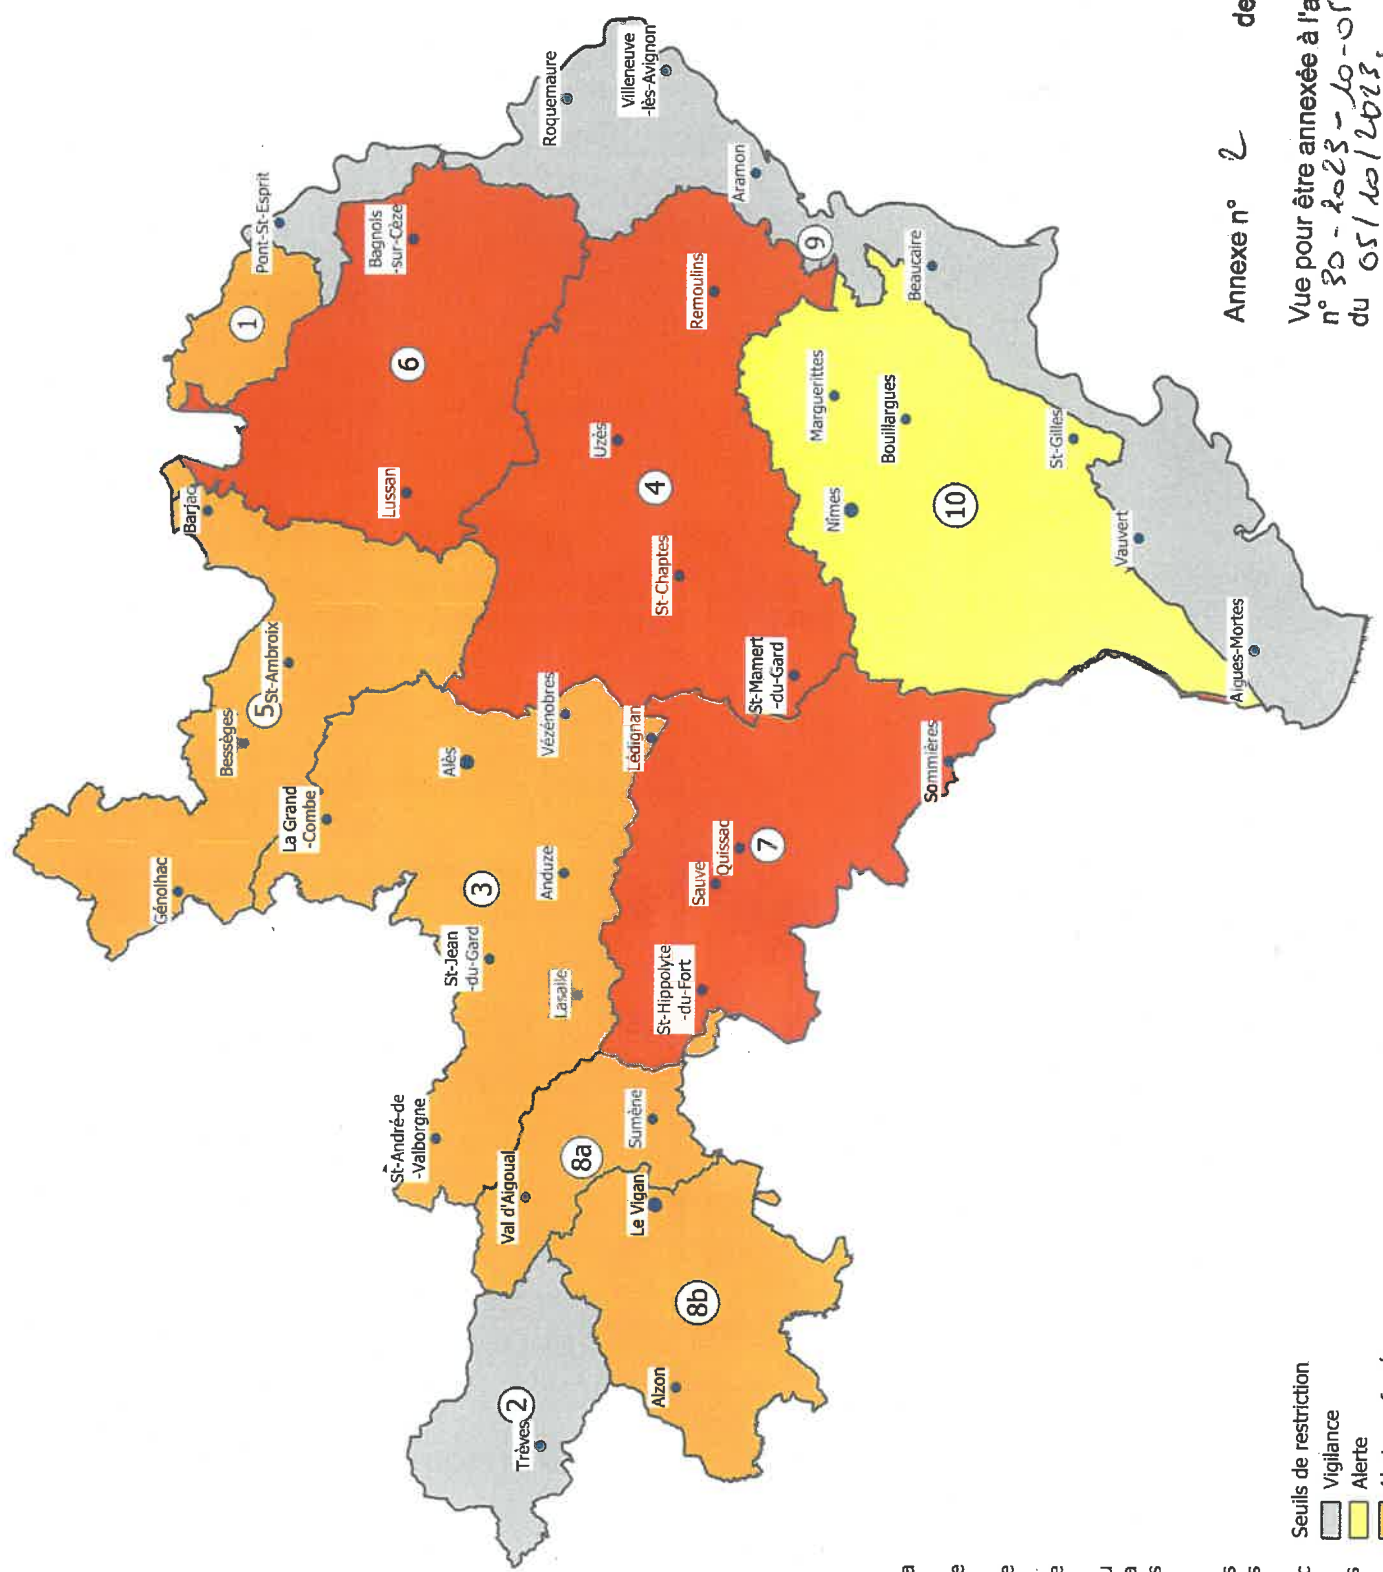 Génolhac
Bessèges
5
St-Ambroix
Barjac
1
Pont-St-Esprit
La Grand
-Combe
Lussan
6
Bagnols
-sur-Cèze
Roquemaure
St-André-de
-Valborgne
St-Jean
-du-Gard
3
Alès
Val d'Aigoual
Lasalle
Anduze
Vézénobres
Uzès
Villeneuve
-lès-Avignon
Trèves
2
8a
Sumène
Lédignan
St-Chaptes
4
Remoulins
Aramon
Alzon
8b
Le Vigan
St-Hippolyte
-du-Fort
Sauve
Quissac
7
St-Mamert
-du-Gard
Nîmes
Marguerittes
9
Bouillargues
Beaucaire
Sommières
10
St-Gilles
Vauvert
Aigues-Mortes
Annexe n° 2 de
Vue pour être annexée à l'a
n° 30-2023-10-05
du 05/10/2023.
Seuils de restriction
Vigilance
Alerte